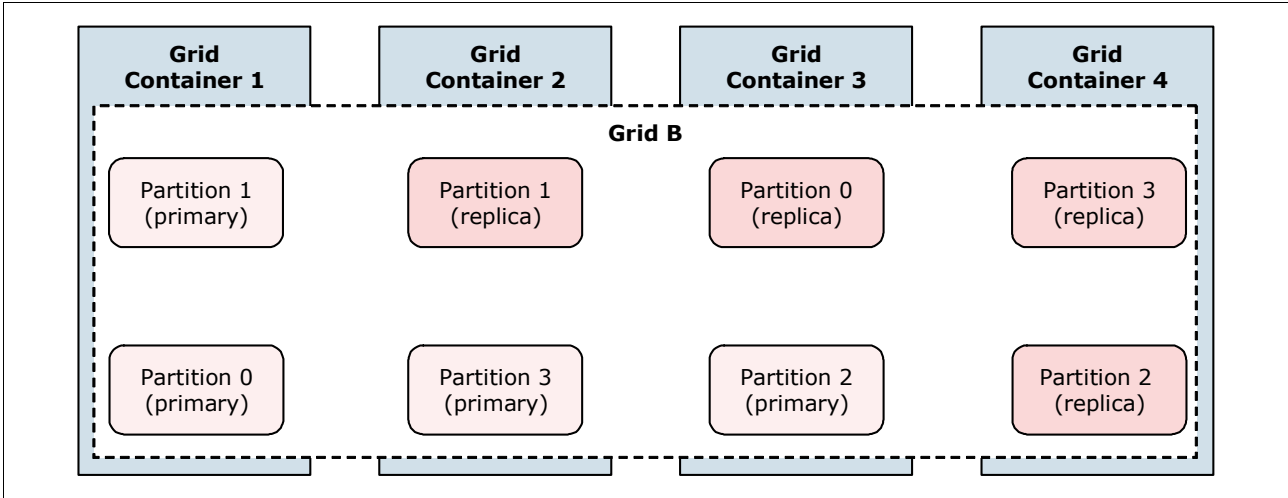 Grid
Container 1
Grid
Container 2
Grid
Container 3
Grid
Container 4
Grid B
Partition 1
(primary)
Partition 1
(replica)
Partition 0
(replica)
Partition 3
(replica)
Partition 0
(primary)
Partition 3
(primary)
Partition 2
(primary)
Partition 2
(replica)